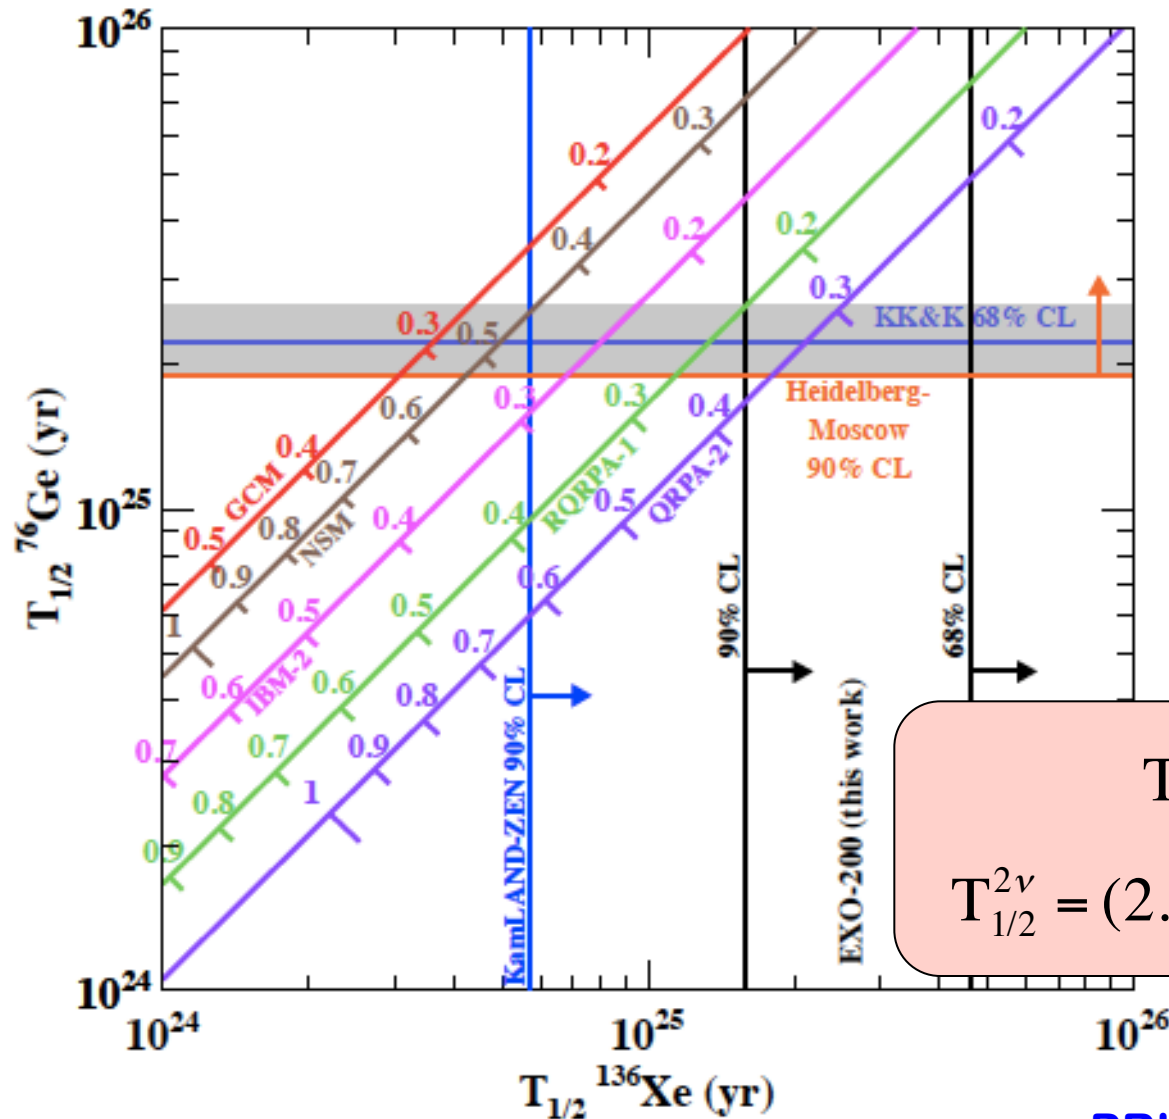 10^26
10^25
10^24
T_1/2 ^76Ge (yr)
0.2
0.3
0.4
0.5
GCM
0.3
0.4
0.5
0.6
0.7
0.8
0.9
1
NSM
0.2
0.3
0.4
0.5
0.6
0.7
IBM-2
0.2
0.3
0.4
0.5
0.6
0.7
0.8
0.9
RQRPA-1
0.2
0.3
0.4
0.5
0.6
0.7
0.8
0.9
1
QRPA-2
KK&K 68% CL
Heidelberg-
Moscow
90% CL
KamLAND-ZEN 90% CL
90% CL
68% CL
EXO-200 (this work)
T
T^2ν_1/2 = (2.
10^24
10^25
10^26
T_1/2 ^136Xe (yr)